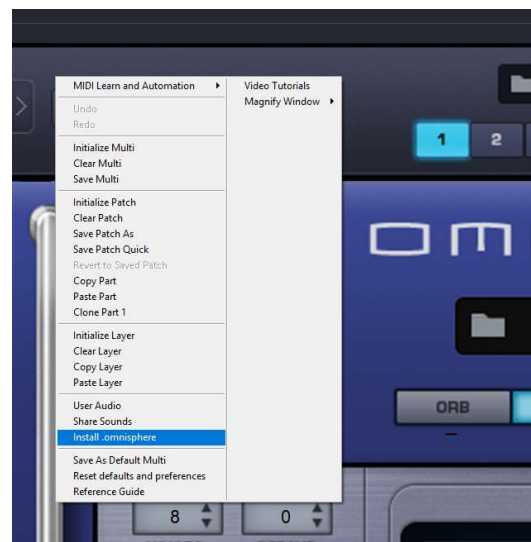 MIDI Learn and Automation
Undo
Redo
Initialize Multi
Clear Multi
Save Multi
Initialize Patch
Clear Patch
Save Patch As
Save Patch Quick
Revert to Saved Patch
Copy Part
Paste Part
Clone Part 1
Initialize Layer
Clear Layer
Copy Layer
Paste Layer
User Audio
Share Sounds
Install .omnisphere
Save As Default Multi
Reset defaults and preferences
Reference Guide
Video Tutorials
Magnify Window
1 2
OM
ORB
8 0